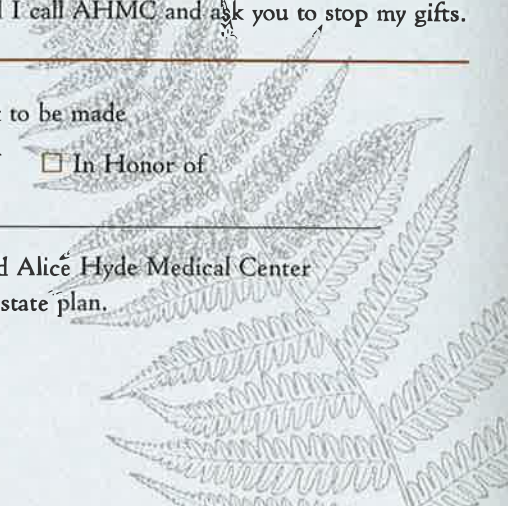 I call AHMC and ask you to stop my gifts.
to be made
☐ In Honor of
Alice Hyde Medical Center
state plan.